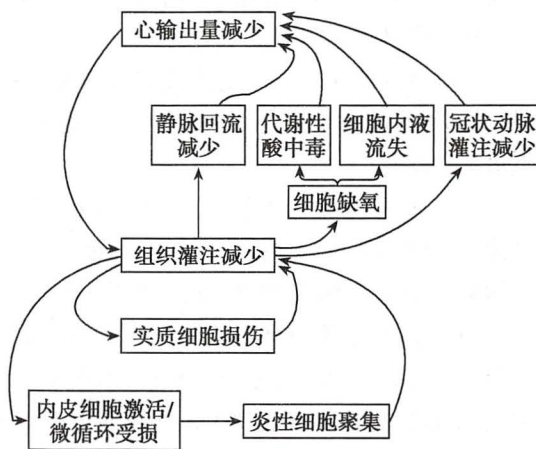 心输出量减少
静脉回流
减少
代谢性
酸中毒
细胞内液
流失
冠状动脉
灌注减少
细胞缺氧
组织灌注减少
实质细胞损伤
内皮细胞激活/
微循环受损
炎性细胞聚集